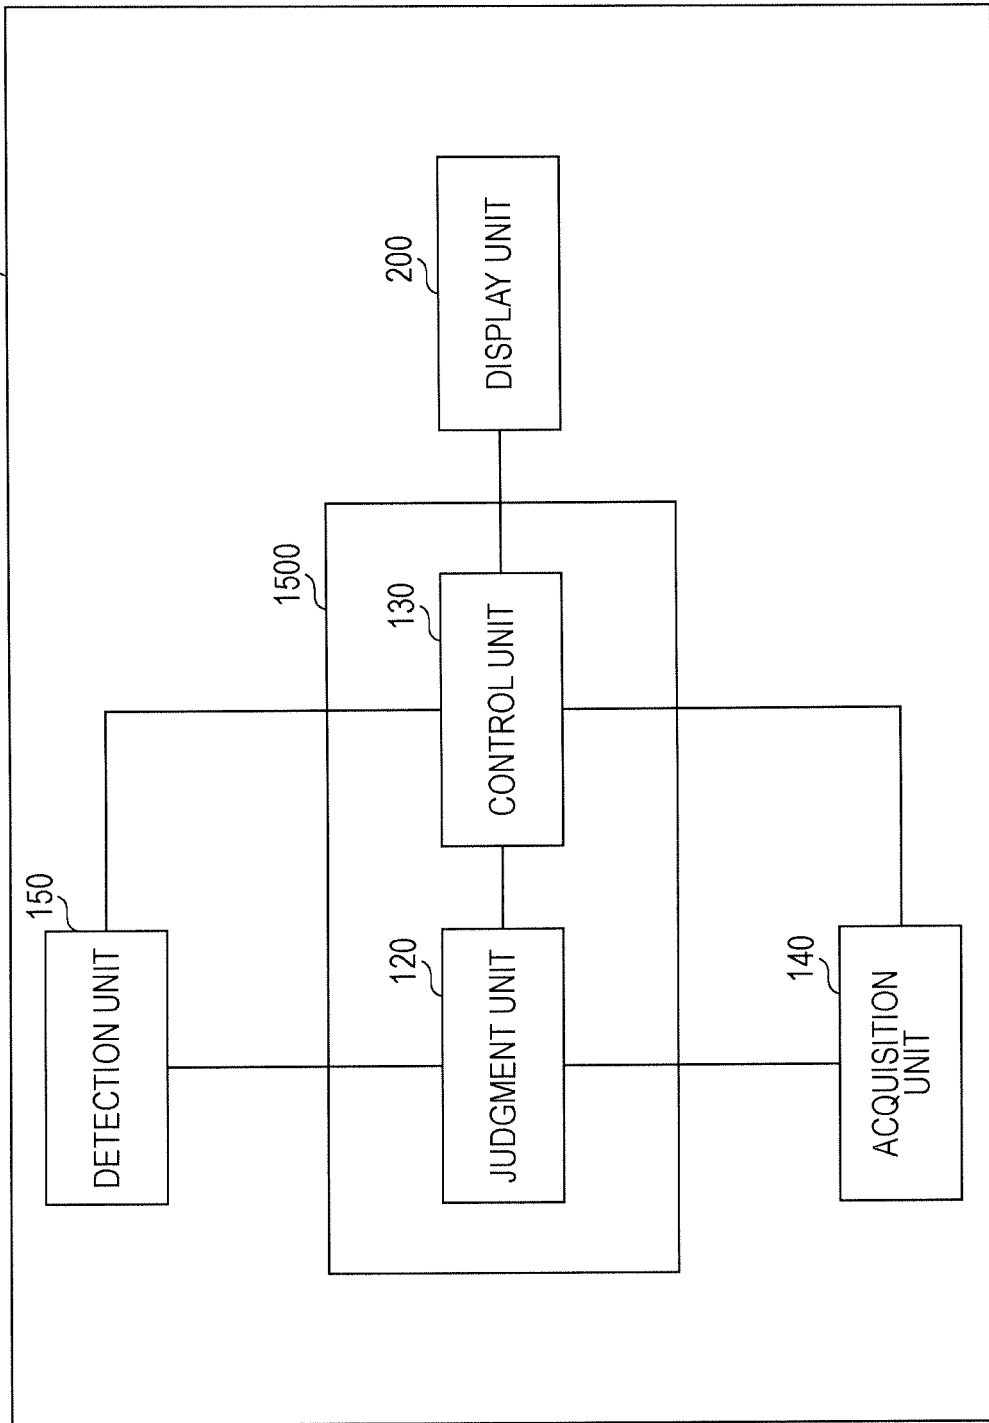 150
DETECTION UNIT
1500
120
JUDGMENT UNIT
130
CONTROL UNIT
200
DISPLAY UNIT
140
ACQUISITION
UNIT